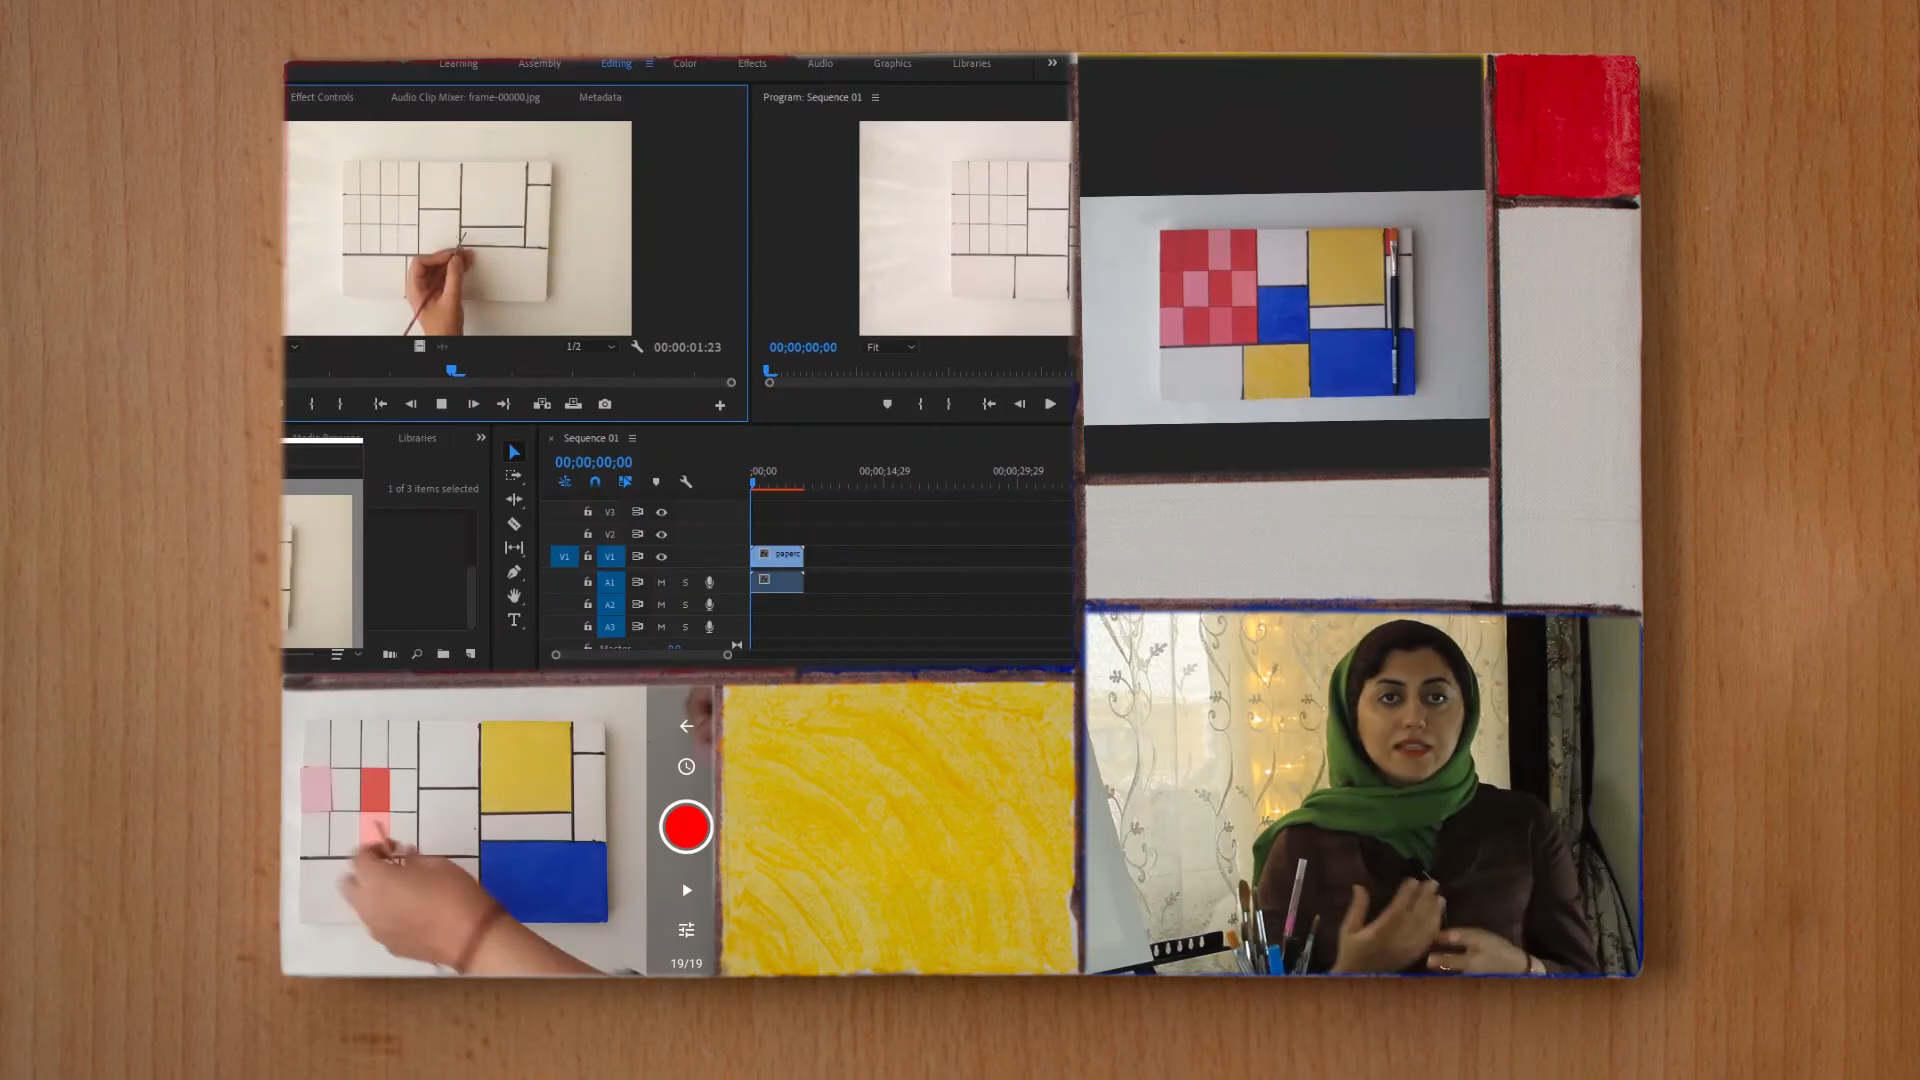 Learning Assembly Editing Color Effects Audio Graphics Libraries
Effect Controls Audio Clip Mixer: frame-00000.jpg Metadata
Program: Sequence 01
1/2 00:00:01:23
00;00;00;00 Fit
Libraries
1 of 3 items selected
Sequence 01
00;00;00;00
;00;00 00;00;14;29 00;00;29;29
V3
V2
V1 V1
paperc
A1 M S
A2 M S
A3 M S
19/19